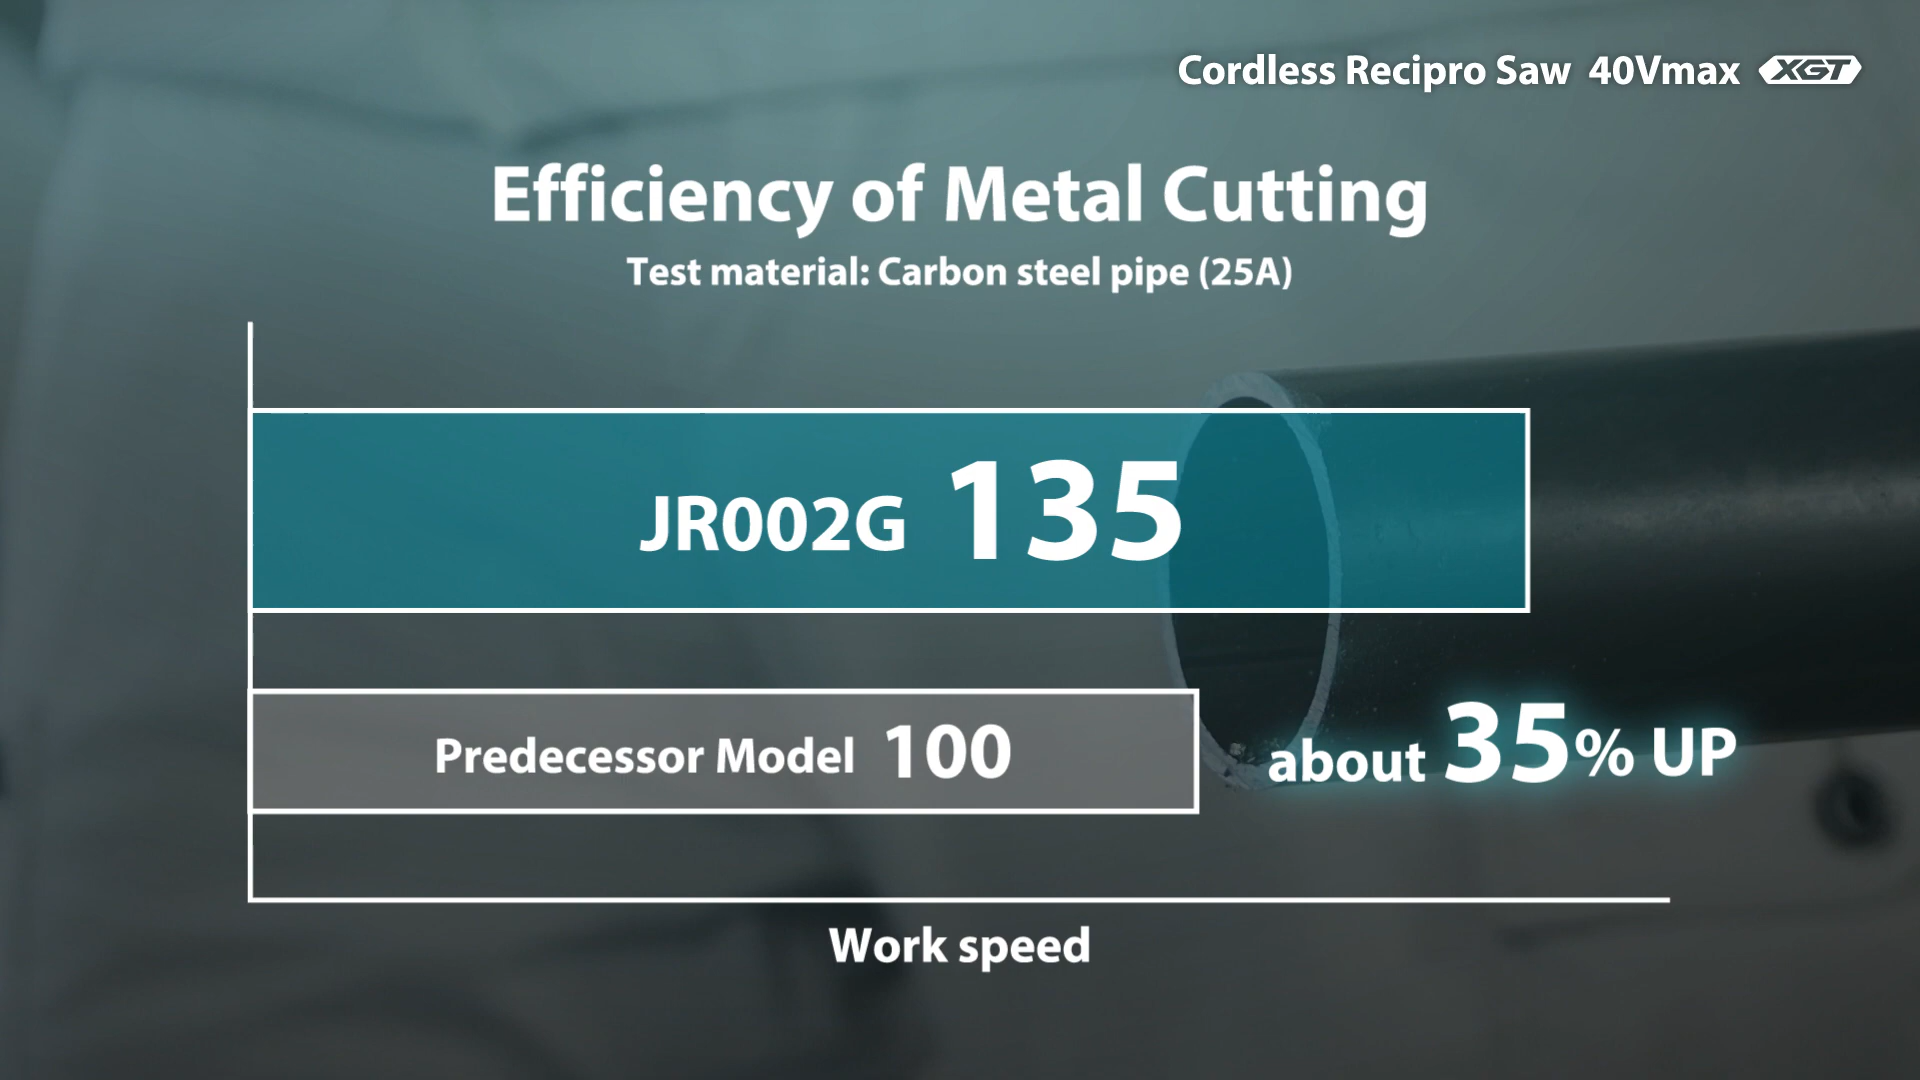 Cordless Recipro Saw 40Vmax XGT
Efficiency of Metal Cutting
Test material: Carbon steel pipe (25A)
JR002G 135
Predecessor Model 100
about 35% UP
Work speed